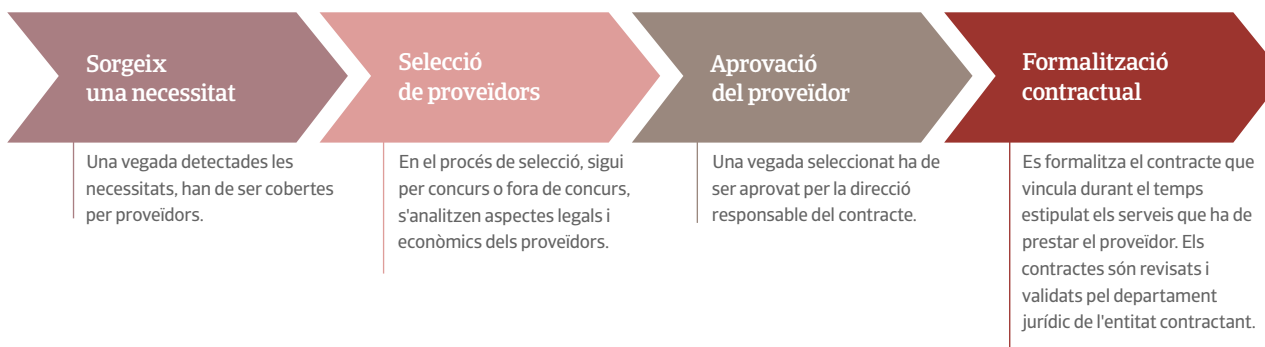 Sorgeix
una necessitat
Una vegada detectades les
necessitats, han de ser cobertes
per proveïdors.
Selecció
de proveïdors
En el procés de selecció, sigui
per concurs o fora de concurs,
s'analitzen aspectes legals i
econòmics dels proveïdors.
Aprovació
del proveïdor
Una vegada seleccionat ha de
ser aprovat per la direcció
responsable del contracte.
Formalització
contractual
Es formalitza el contracte que
vincula durant el temps
estipulat els serveis que ha de
prestar el proveïdor. Els
contractes són revisats i
validats pel departament
jurídic de l'entitat contractant.